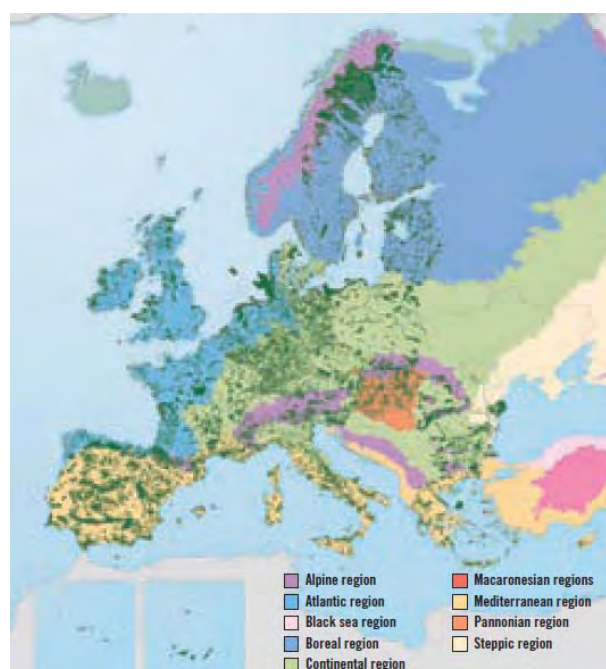 Alpine region
Atlantic region
Black sea region
Boreal region
Continental region
Macaronesian regions
Mediterranean region
Pannonian region
Steppic region